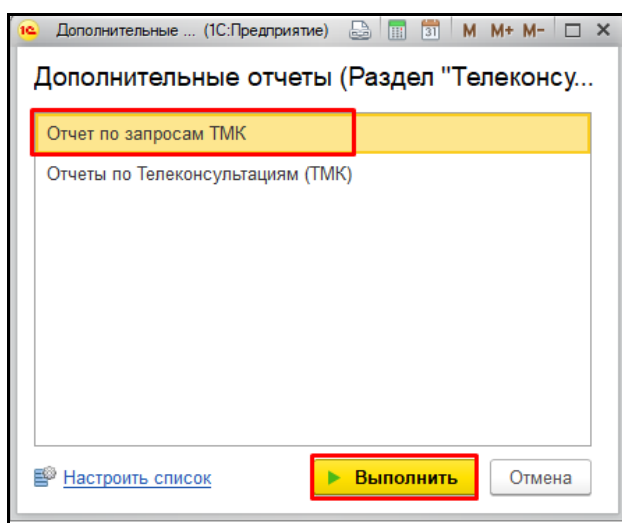 1С Дополнительные ... (1С:Предприятие) 31 M M+ M-
Дополнительные отчеты (Раздел "Телеконсу...
Отчет по запросам ТМК
Отчеты по Телеконсультациям (ТМК)
Настроить список Выполнить Отмена